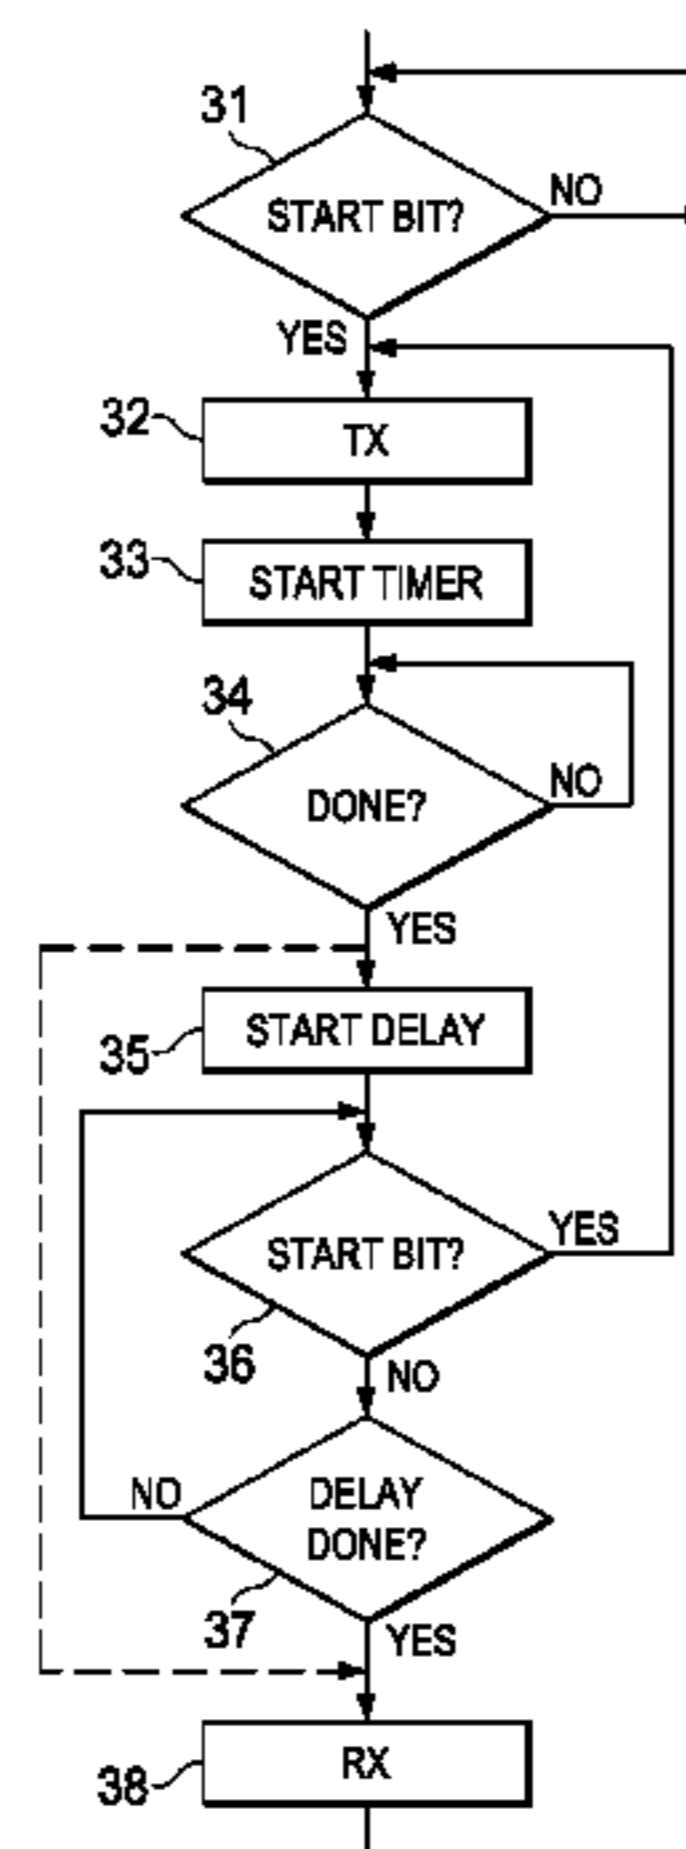 31
START BIT?
NO
YES
32
TX
33
START TIMER
34
DONE?
NO
YES
35
START DELAY
START BIT?
YES
36
NO
NO
DELAY
DONE?
37
YES
38
RX